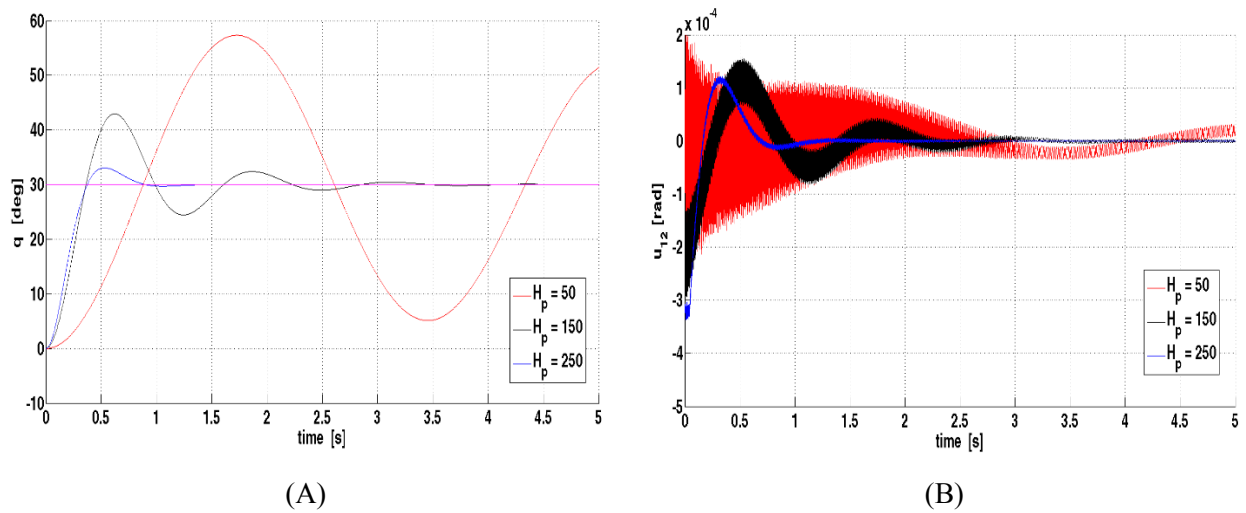 60
50
40
30
20
10
0
-10
q [deg]
0 0.5 1 1.5 2 2.5 3 3.5 4 4.5 5
time [s]
H_p = 50
H_p = 150
H_p = 250
(A)
x 10^-4
2
1
0
-1
-2
-3
-4
-5
u_12 [rad]
0 0.5 1 1.5 2 2.5 3 3.5 4 4.5 5
time [s]
H_p = 50
H_p = 150
H_p = 250
(B)